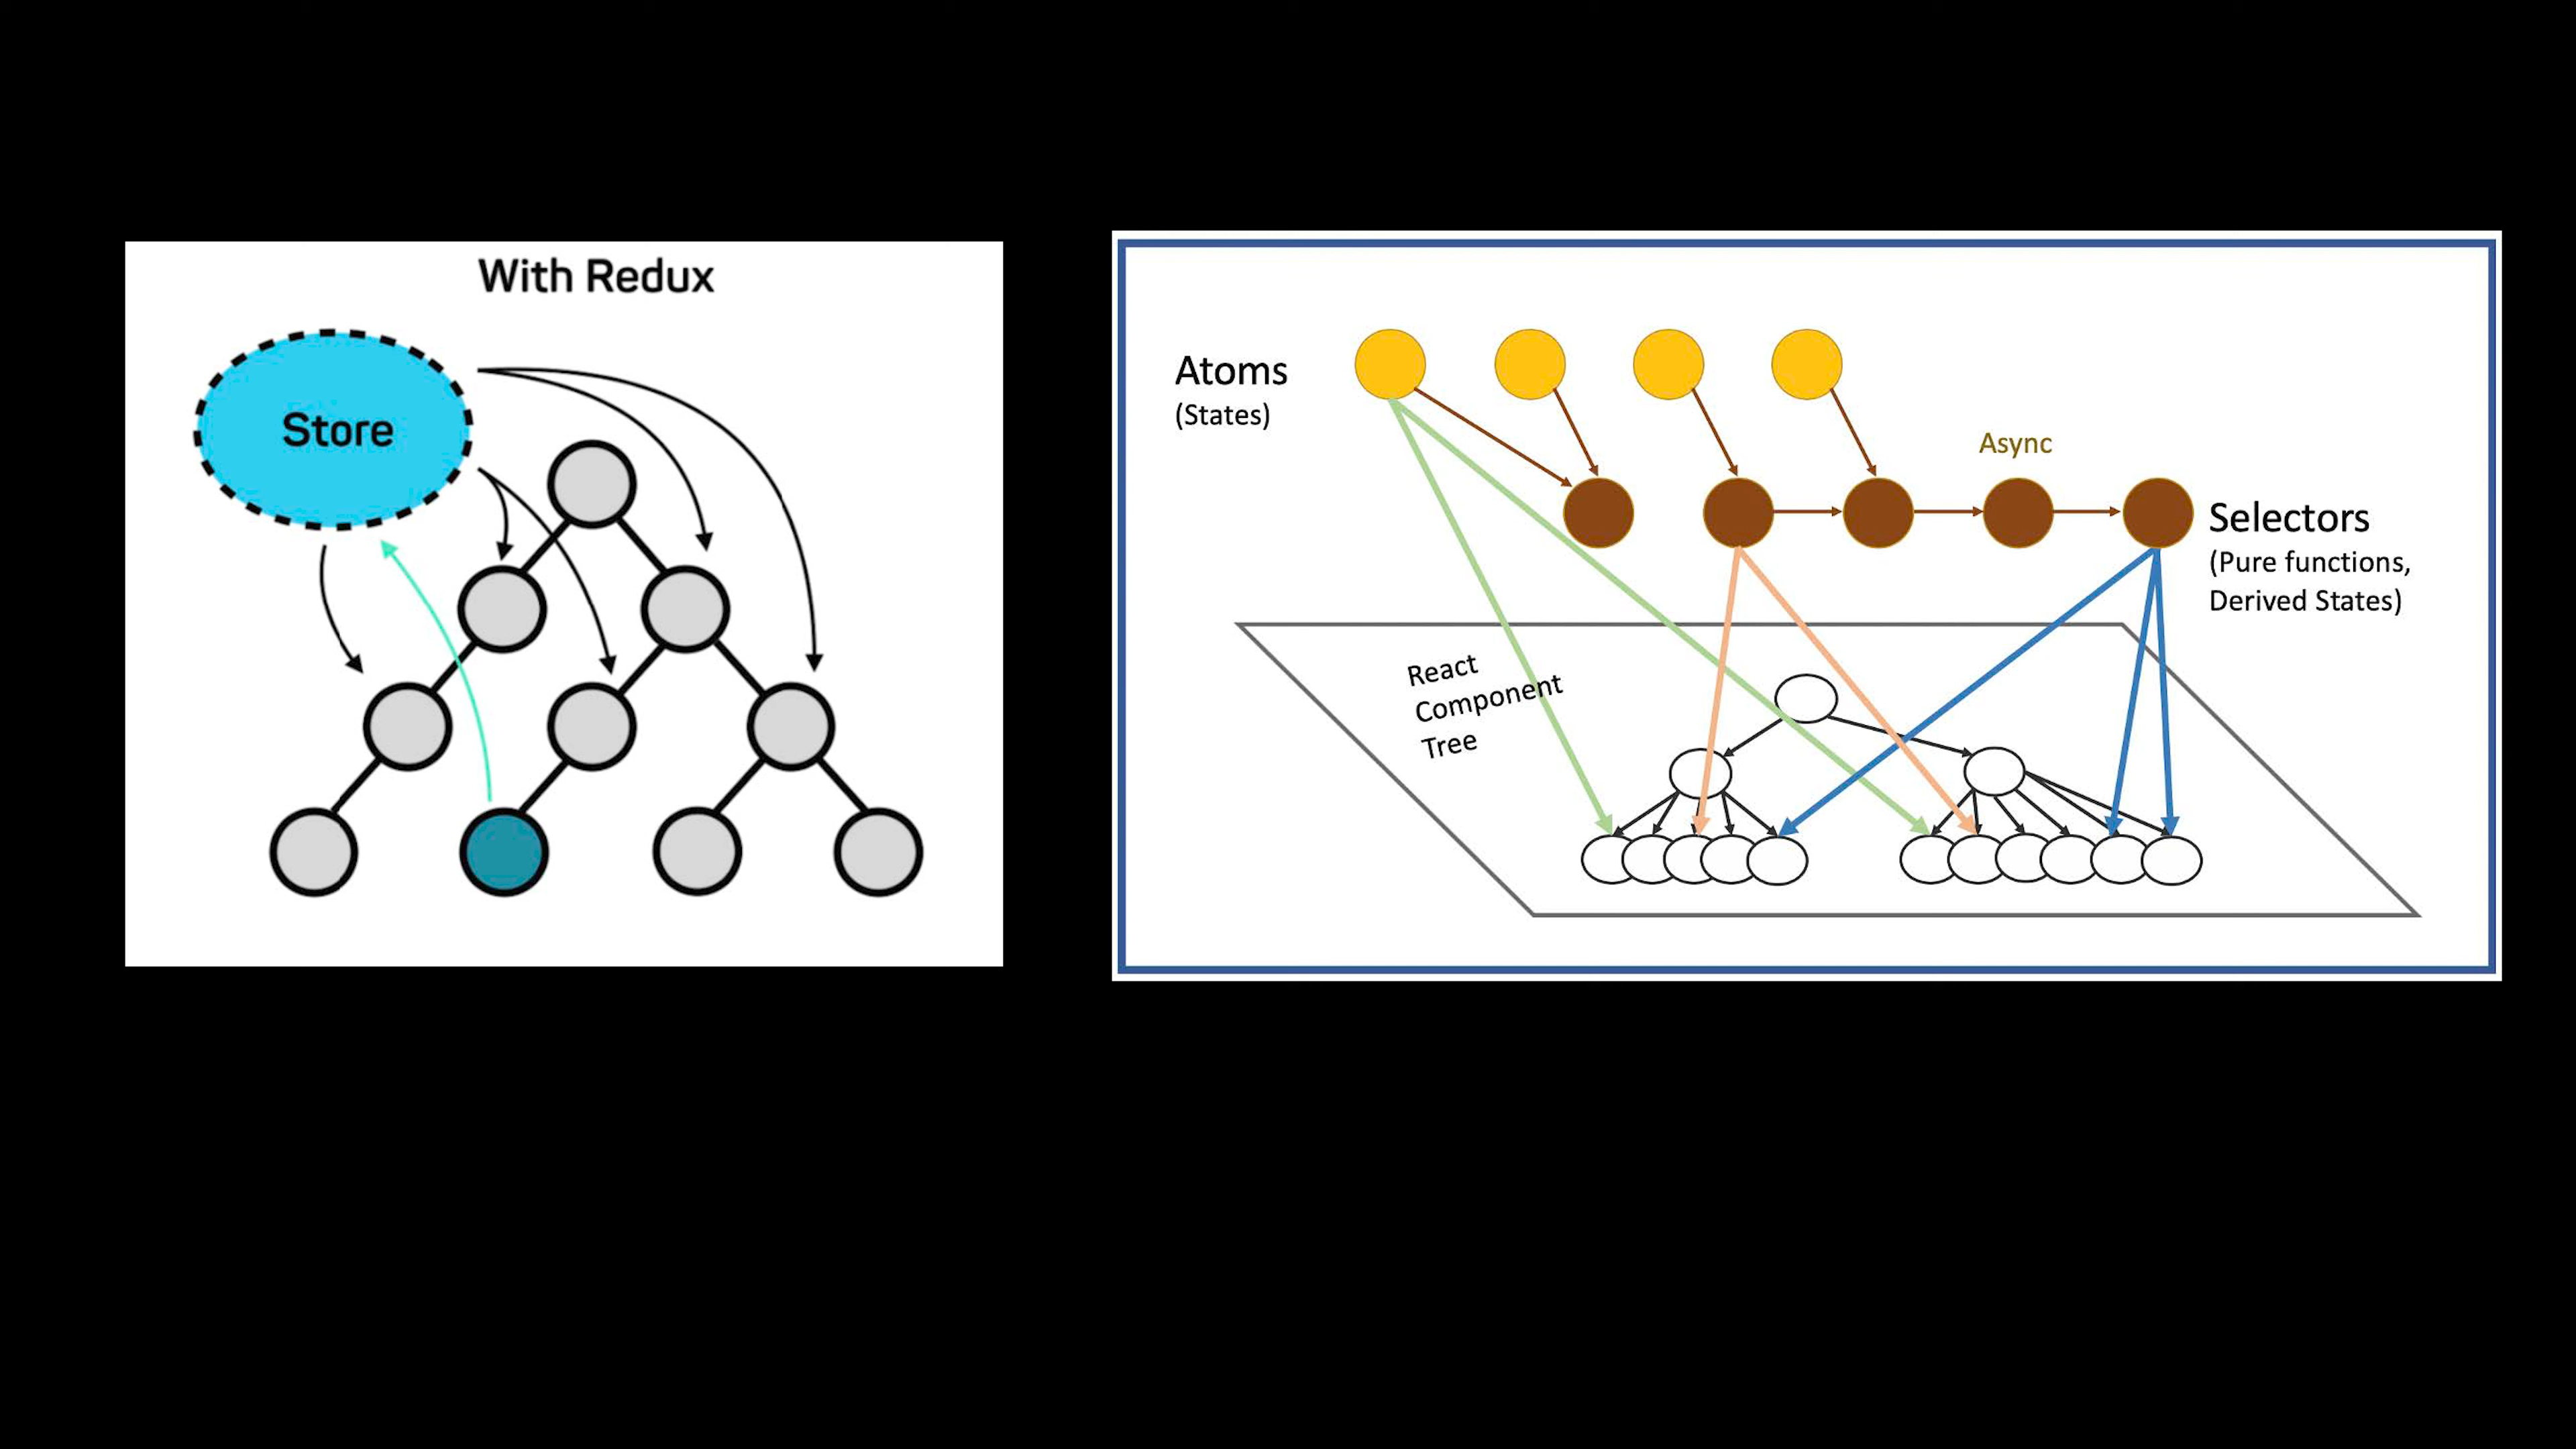 With Redux
Store
Atoms
(States)
Async
Selectors
(Pure functions,
Derived States)
React
Component
Tree